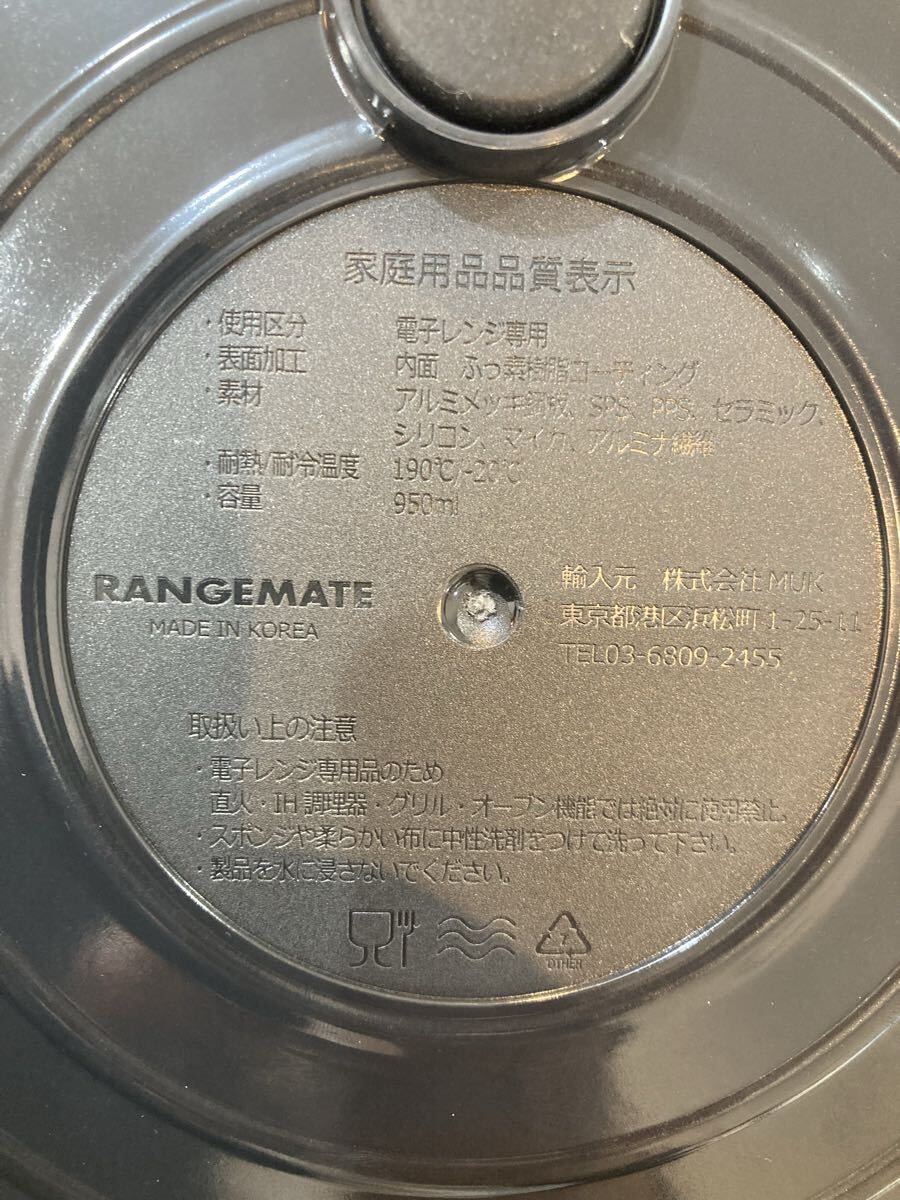 家庭用品品質表示
・使用区分 電子レンジ専用
・表面加工 内面 ふっ素樹脂コーティング
・素材 アルミメッキ鋼板、SPS、PPS、セラミック、
シリコン、マイカ、アルミナ繊維
・耐熱/耐冷温度 190℃/-20℃
・容量 950ml
RANGEMATE
MADE IN KOREA
輸入元 株式会社MUK
東京都港区浜松町1-25-11
TEL03-6809-2455
取扱い上の注意
・電子レンジ専用品のため
直火・IH調理器・グリル・オーブン機能では絶対に使用禁止。
・スポンジや柔らかい布に中性洗剤をつけて洗って下さい。
・製品を水に浸さないでください。
7
OTHER